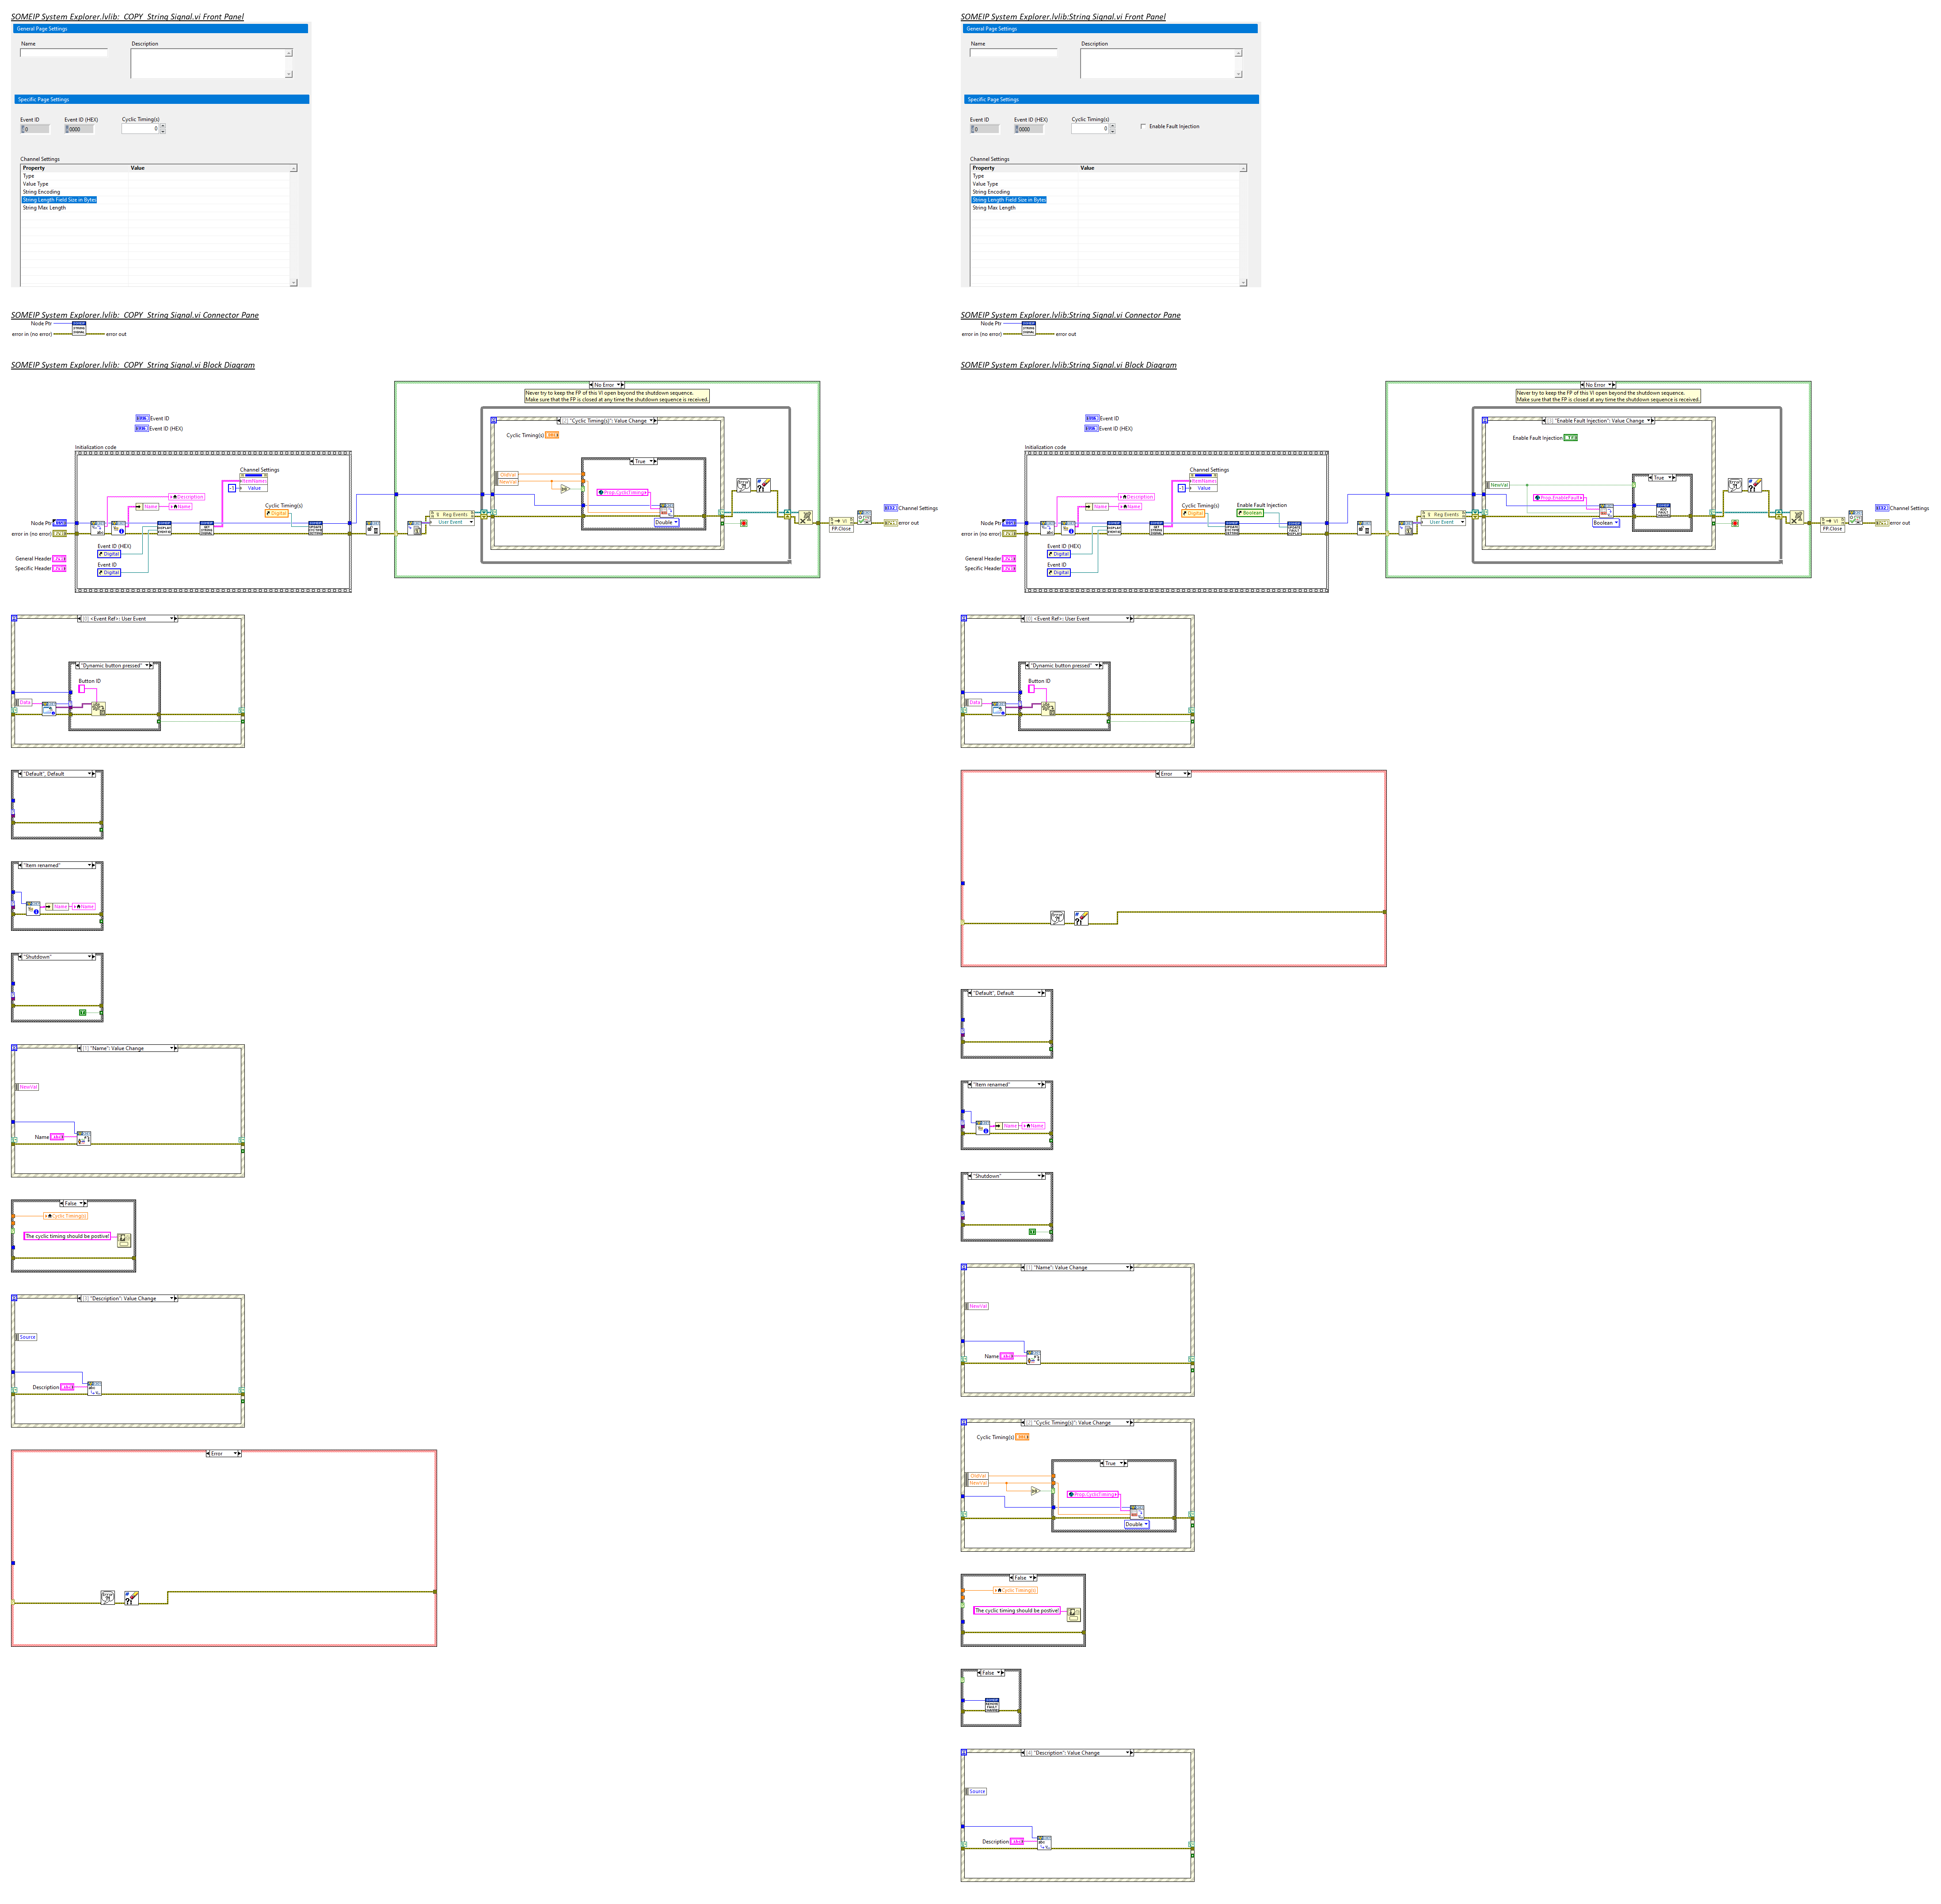 SOMEIP System Explorer.lvlib:_COPY_String Signal.vi Front Panel
General Page Settings
Name
Description
Specific Page Settings
Event ID
Event ID (HEX)
Cyclic Timing(s)
0
0000
0
Channel Settings
Property Value
Type
Value Type
String Encoding
String Length Field Size in Bytes
String Max Length
SOMEIP System Explorer.lvlib:_COPY_String Signal.vi Connector Pane
Node Ptr
error in (no error)
error out
SOMEIP System Explorer.lvlib:_COPY_String Signal.vi Block Diagram
No Error
Never try to keep the FP of this VI open beyond the shutdown sequence.
Make sure that the FP is closed at any time the shutdown sequence is received.
Event ID
Event ID (HEX)
[2] "Cyclic Timing(s)": Value Change
Cyclic Timing(s)
Initialization code
True
Channel Settings
ItemNames
-1
Value
OldVal
NewVal
Description
Name
Name
Cyclic Timing(s)
Digital
Prop.CyclicTiming
Double
Node Ptr
error in (no error)
Reg Events
User Event
Channel Settings
error out
FP.Close
Event ID (HEX)
Digital
General Header
Specific Header
Event ID
Digital
[0] <Event Ref>: User Event
"Dynamic button pressed"
Button ID
Data
"Default", Default
"Item renamed"
Name
Name
"Shutdown"
[1] "Name": Value Change
NewVal
Name
False
Cyclic Timing(s)
The cyclic timing should be postive!
[3] "Description": Value Change
Source
Description
Error
SOMEIP System Explorer.lvlib:String Signal.vi Front Panel
General Page Settings
Name
Description
Specific Page Settings
Event ID
Event ID (HEX)
Cyclic Timing(s)
0
0000
0
Enable Fault Injection
Channel Settings
Property Value
Type
Value Type
String Encoding
String Length Field Size in Bytes
String Max Length
SOMEIP System Explorer.lvlib:String Signal.vi Connector Pane
Node Ptr
error in (no error)
error out
SOMEIP System Explorer.lvlib:String Signal.vi Block Diagram
No Error
Never try to keep the FP of this VI open beyond the shutdown sequence.
Make sure that the FP is closed at any time the shutdown sequence is received.
Event ID
Event ID (HEX)
[3] "Enable Fault Injection": Value Change
Enable Fault Injection
Initialization code
Channel Settings
ItemNames
-1
Value
True
NewVal
Prop.EnableFault
Boolean
Description
Name
Name
Cyclic Timing(s)
Digital
Enable Fault Injection
Boolean
Node Ptr
error in (no error)
Reg Events
User Event
Channel Settings
error out
FP.Close
Event ID (HEX)
Digital
General Header
Specific Header
Event ID
Digital
[0] <Event Ref>: User Event
"Dynamic button pressed"
Button ID
Data
Error
"Default", Default
"Item renamed"
Name
Name
"Shutdown"
[1] "Name": Value Change
NewVal
Name
[2] "Cyclic Timing(s)": Value Change
Cyclic Timing(s)
True
OldVal
NewVal
Prop.CyclicTiming
Double
False
Cyclic Timing(s)
The cyclic timing should be postive!
False
[4] "Description": Value Change
Source
Description